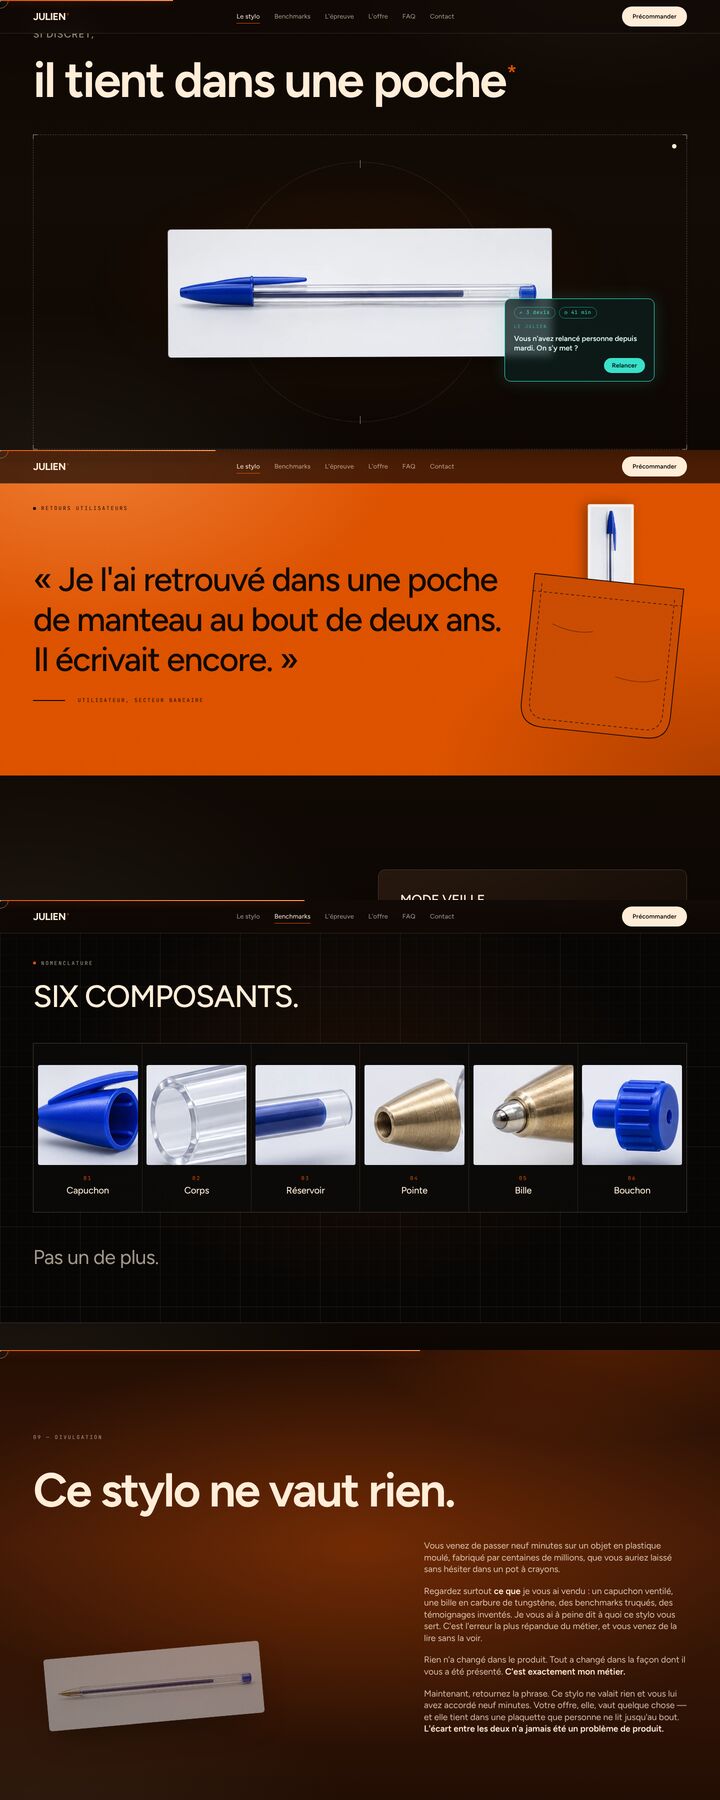 JULIEN
Le stylo
Benchmarks
L'épreuve
L'offre
FAQ
Contact
Précommander
SI DISCRET,
il tient dans une poche*
3 devis
41 min
LE JULIEN
Vous n'avez relancé personne depuis
mardi. On s'y met ?
Relancer
JULIEN
Le stylo
Benchmarks
L'épreuve
L'offre
FAQ
Contact
Précommander
RETOURS UTILISATEURS
« Je l'ai retrouvé dans une poche
de manteau au bout de deux ans.
Il écrivait encore. »
UTILISATEUR, SECTEUR BANCAIRE
MODE VEILLE
JULIEN
Le stylo
Benchmarks
L'épreuve
L'offre
FAQ
Contact
Précommander
NOMENCLATURE
SIX COMPOSANTS.
01
Capuchon
02
Corps
03
Réservoir
04
Pointe
05
Bille
06
Bouchon
Pas un de plus.
09 — DIVULGATION
Ce stylo ne vaut rien.
Vous venez de passer neuf minutes sur un objet en plastique
moulé, fabriqué par centaines de millions, que vous auriez laissé
sans hésiter dans un pot à crayons.
Regardez surtout ce que je vous ai vendu : un capuchon ventilé,
une bille en carbure de tungstène, des benchmarks truqués, des
témoignages inventés. Je vous ai à peine dit à quoi ce stylo vous
sert. C'est l'erreur la plus répandue du métier, et vous venez de la
lire sans la voir.
Rien n'a changé dans le produit. Tout a changé dans la façon dont il
vous a été présenté. C'est exactement mon métier.
Maintenant, retournez la phrase. Ce stylo ne valait rien et vous lui
avez accordé neuf minutes. Votre offre, elle, vaut quelque chose —
et elle tient dans une plaquette que personne ne lit jusqu'au bout.
L'écart entre les deux n'a jamais été un problème de produit.